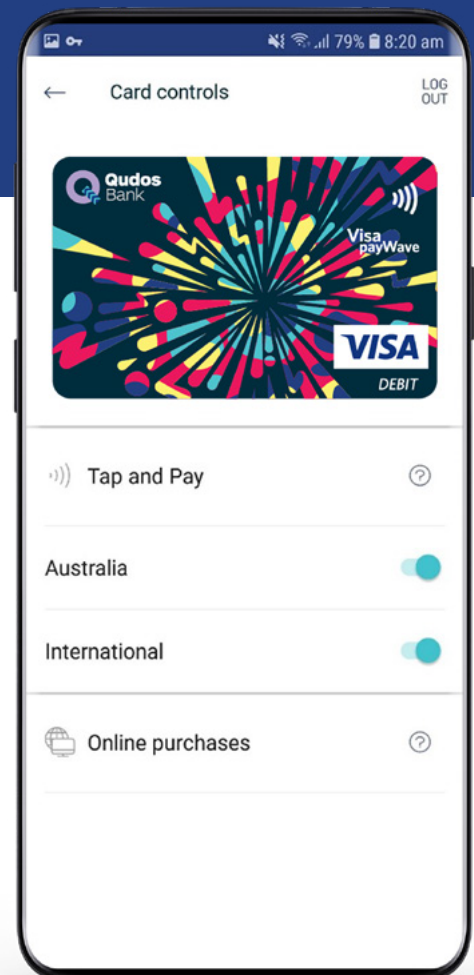 79% 8:20 am
Card controls
LOG
OUT
Qudos
Bank
Visa
payWave
VISA
DEBIT
Tap and Pay
?
Australia
International
Online purchases
?